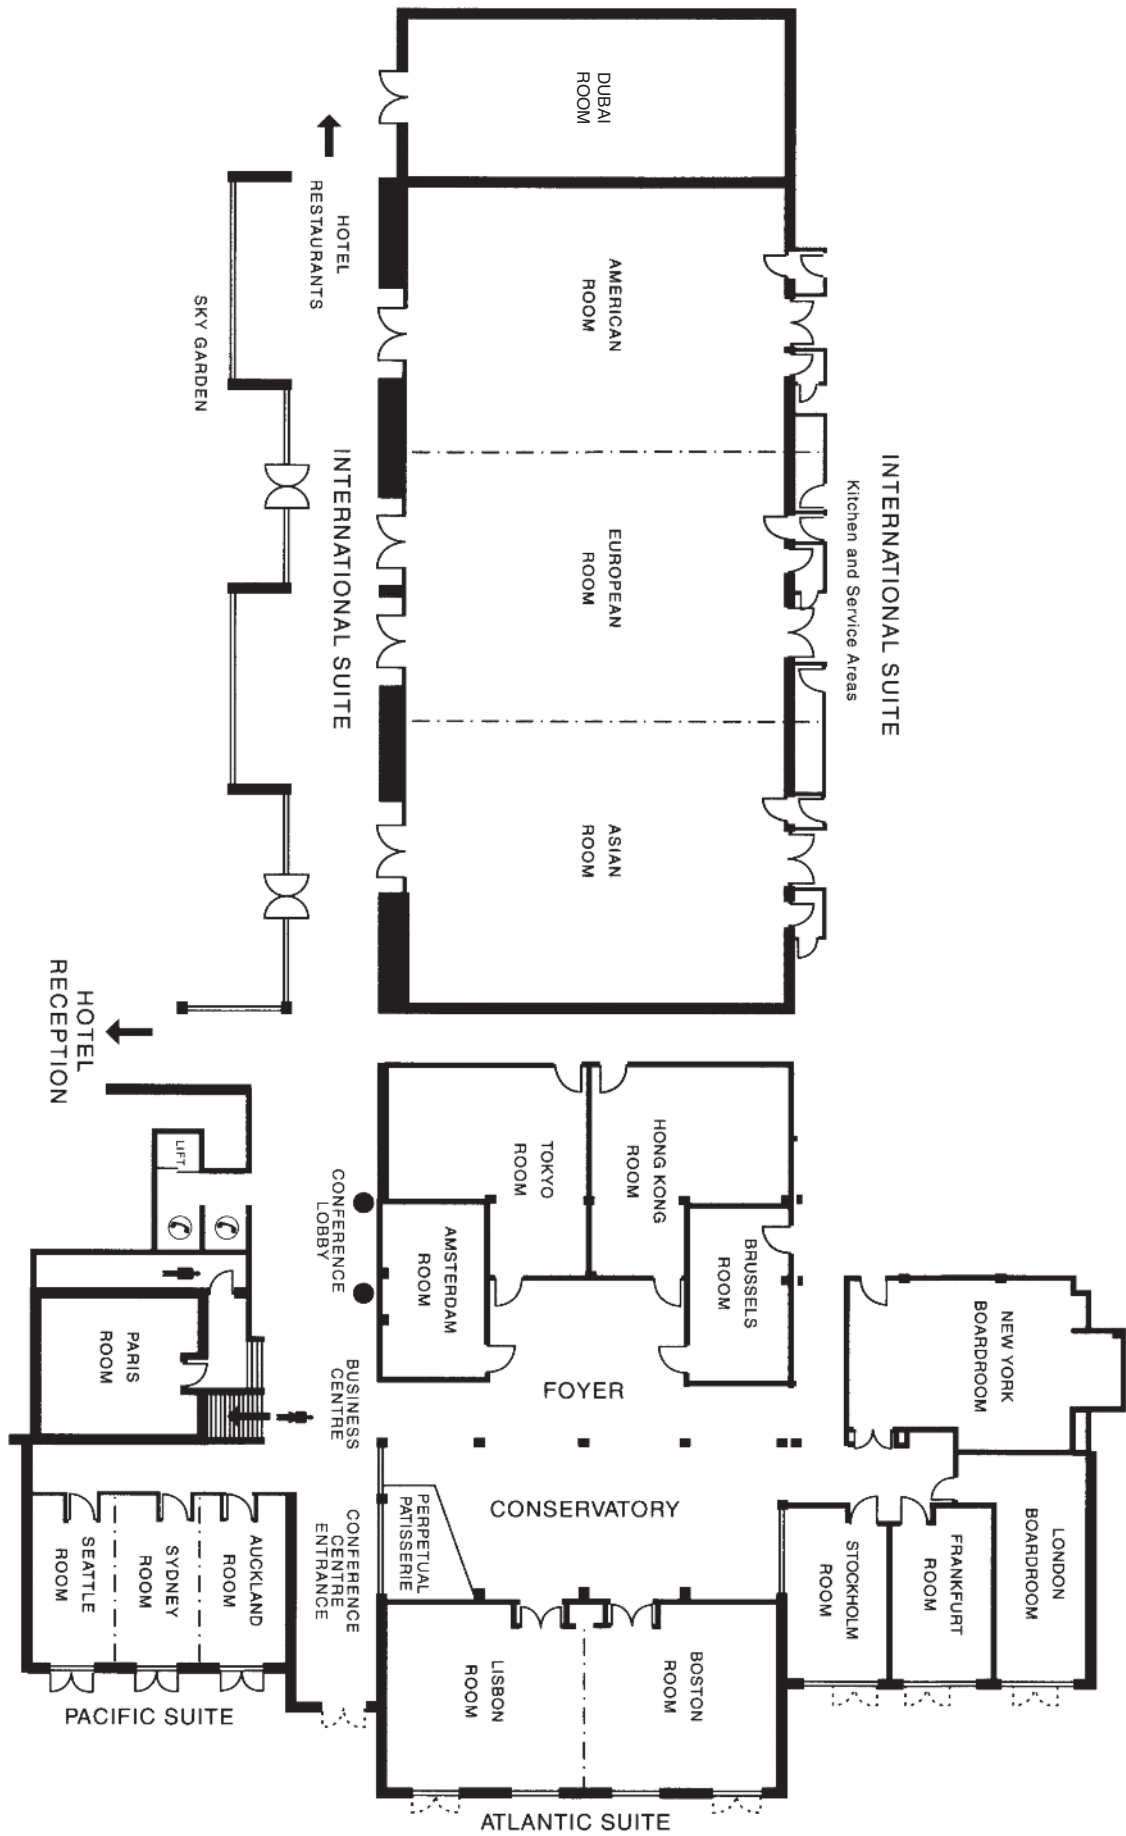 DUBAI
ROOM
HOTEL
RESTAURANTS
SKY GARDEN
AMERICAN
ROOM
INTERNATIONAL SUITE
INTERNATIONAL SUITE
Kitchen and Service Areas
EUROPEAN
ROOM
ASIAN
ROOM
HOTEL
RECEPTION
LIFT
CONFERENCE
LOBBY
TOKYO
ROOM
HONG KONG
ROOM
AMSTERDAM
ROOM
BRUSSELS
ROOM
NEW YORK
BOARDROOM
PARIS
ROOM
BUSINESS
CENTRE
FOYER
CONSERVATORY
PERPETUAL
PATISSERIE
CONFERENCE
CENTRE
ENTRANCE
SEATTLE
ROOM
SYDNEY
ROOM
AUCKLAND
ROOM
STOCKHOLM
ROOM
FRANKFURT
ROOM
LONDON
BOARDROOM
LISBON
ROOM
BOSTON
ROOM
PACIFIC SUITE
ATLANTIC SUITE